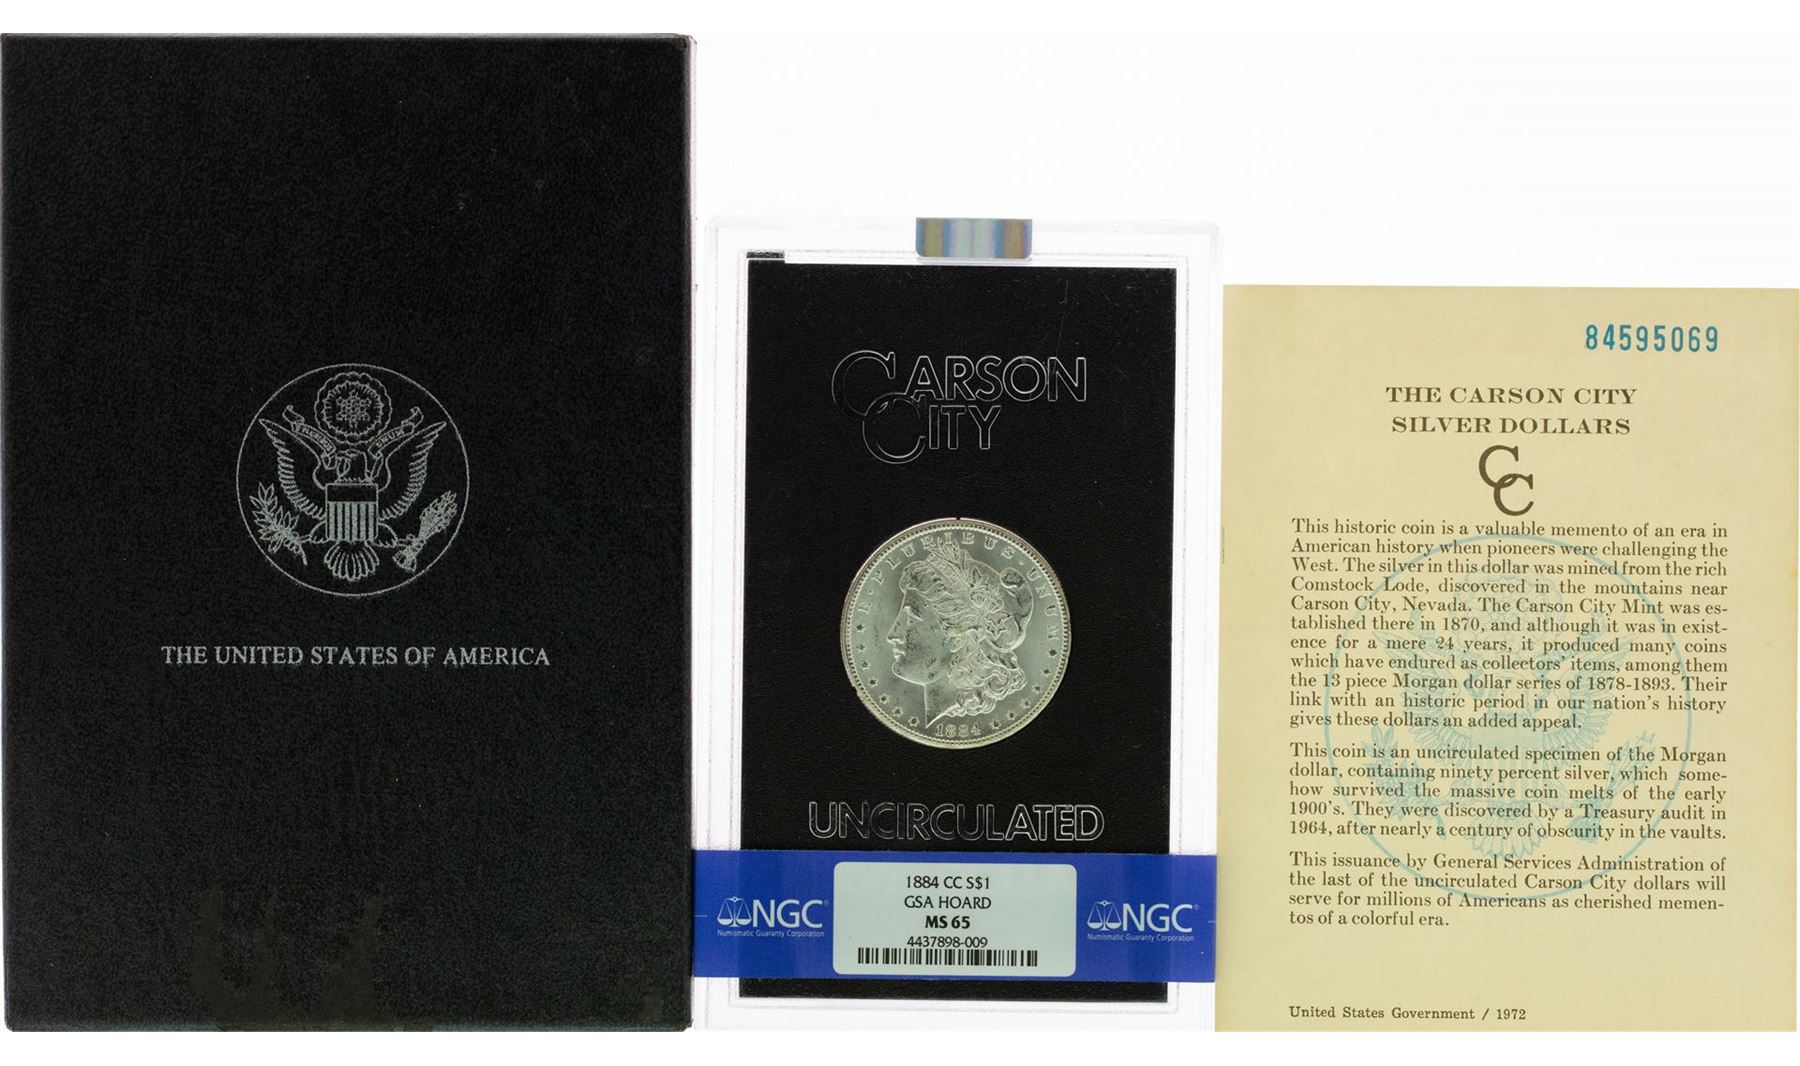 E PLURIBUS UNUM
THE UNITED STATES OF AMERICA
CARSON
CITY
E·PLURIBUS·UNUM
1884
UNCIRCULATED
NGC
Numismatic Guaranty Corporation
1884 CC S$1
GSA HOARD
MS 65
4437898-009
NGC
Numismatic Guaranty Corporation
84595069
THE CARSON CITY
SILVER DOLLARS
CC
This historic coin is a valuable memento of an era in
American history when pioneers were challenging the
West. The silver in this dollar was mined from the rich
Comstock Lode, discovered in the mountains near
Carson City, Nevada. The Carson City Mint was es-
tablished there in 1870, and although it was in exist-
ence for a mere 24 years, it produced many coins
which have endured as collectors' items, among them
the 13 piece Morgan dollar series of 1878-1893. Their
link with an historic period in our nation's history
gives these dollars an added appeal.
This coin is an uncirculated specimen of the Morgan
dollar, containing ninety percent silver, which some-
how survived the massive coin melts of the early
1900's. They were discovered by a Treasury audit in
1964, after nearly a century of obscurity in the vaults.
This issuance by General Services Administration of
the last of the uncirculated Carson City dollars will
serve for millions of Americans as cherished memen-
tos of a colorful era.
United States Government / 1972